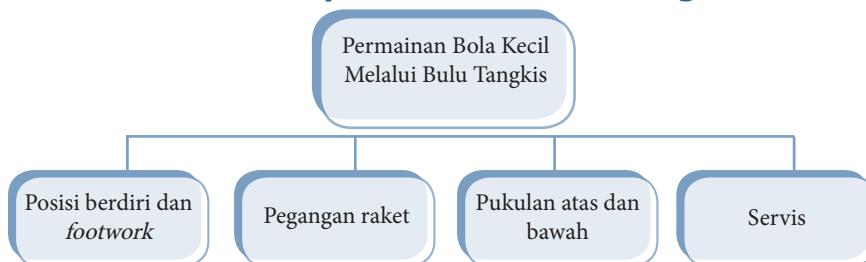 Permainan Bola Kecil
Melalui Bulu Tangkis
Posisi berdiri dan
footwork
Pegangan raket
Pukulan atas dan
bawah
Servis